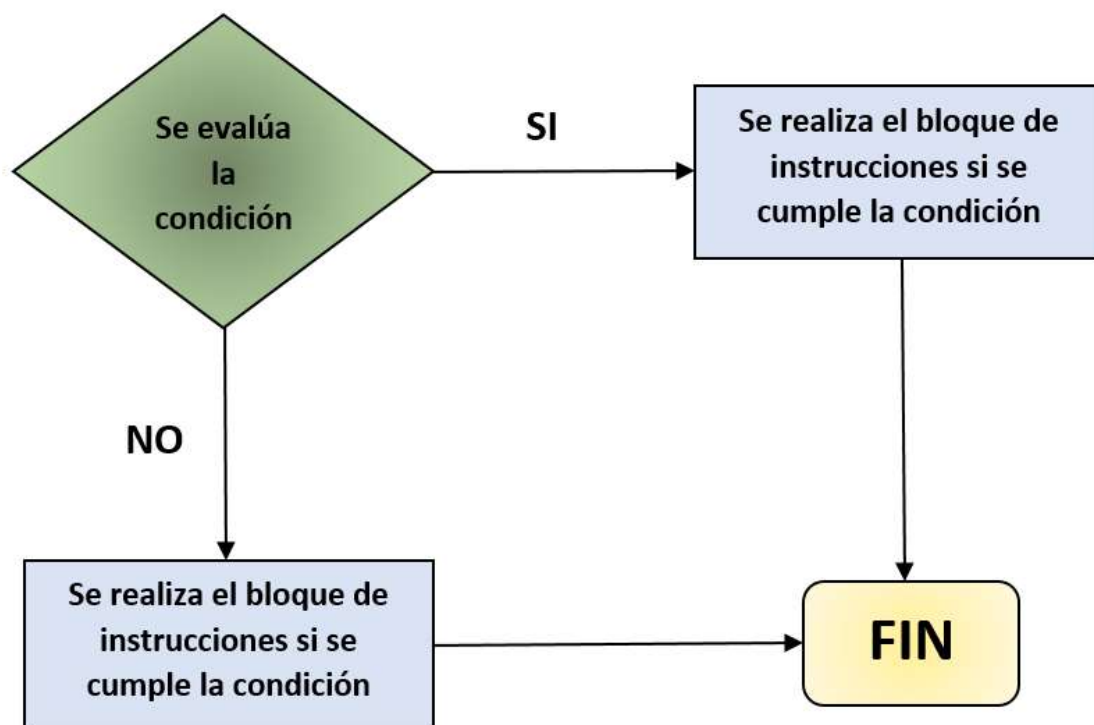 Se evalúa
la
condición
SI
Se realiza el bloque de
instrucciones si se
cumple la condición
NO
Se realiza el bloque de
instrucciones si se
cumple la condición
FIN